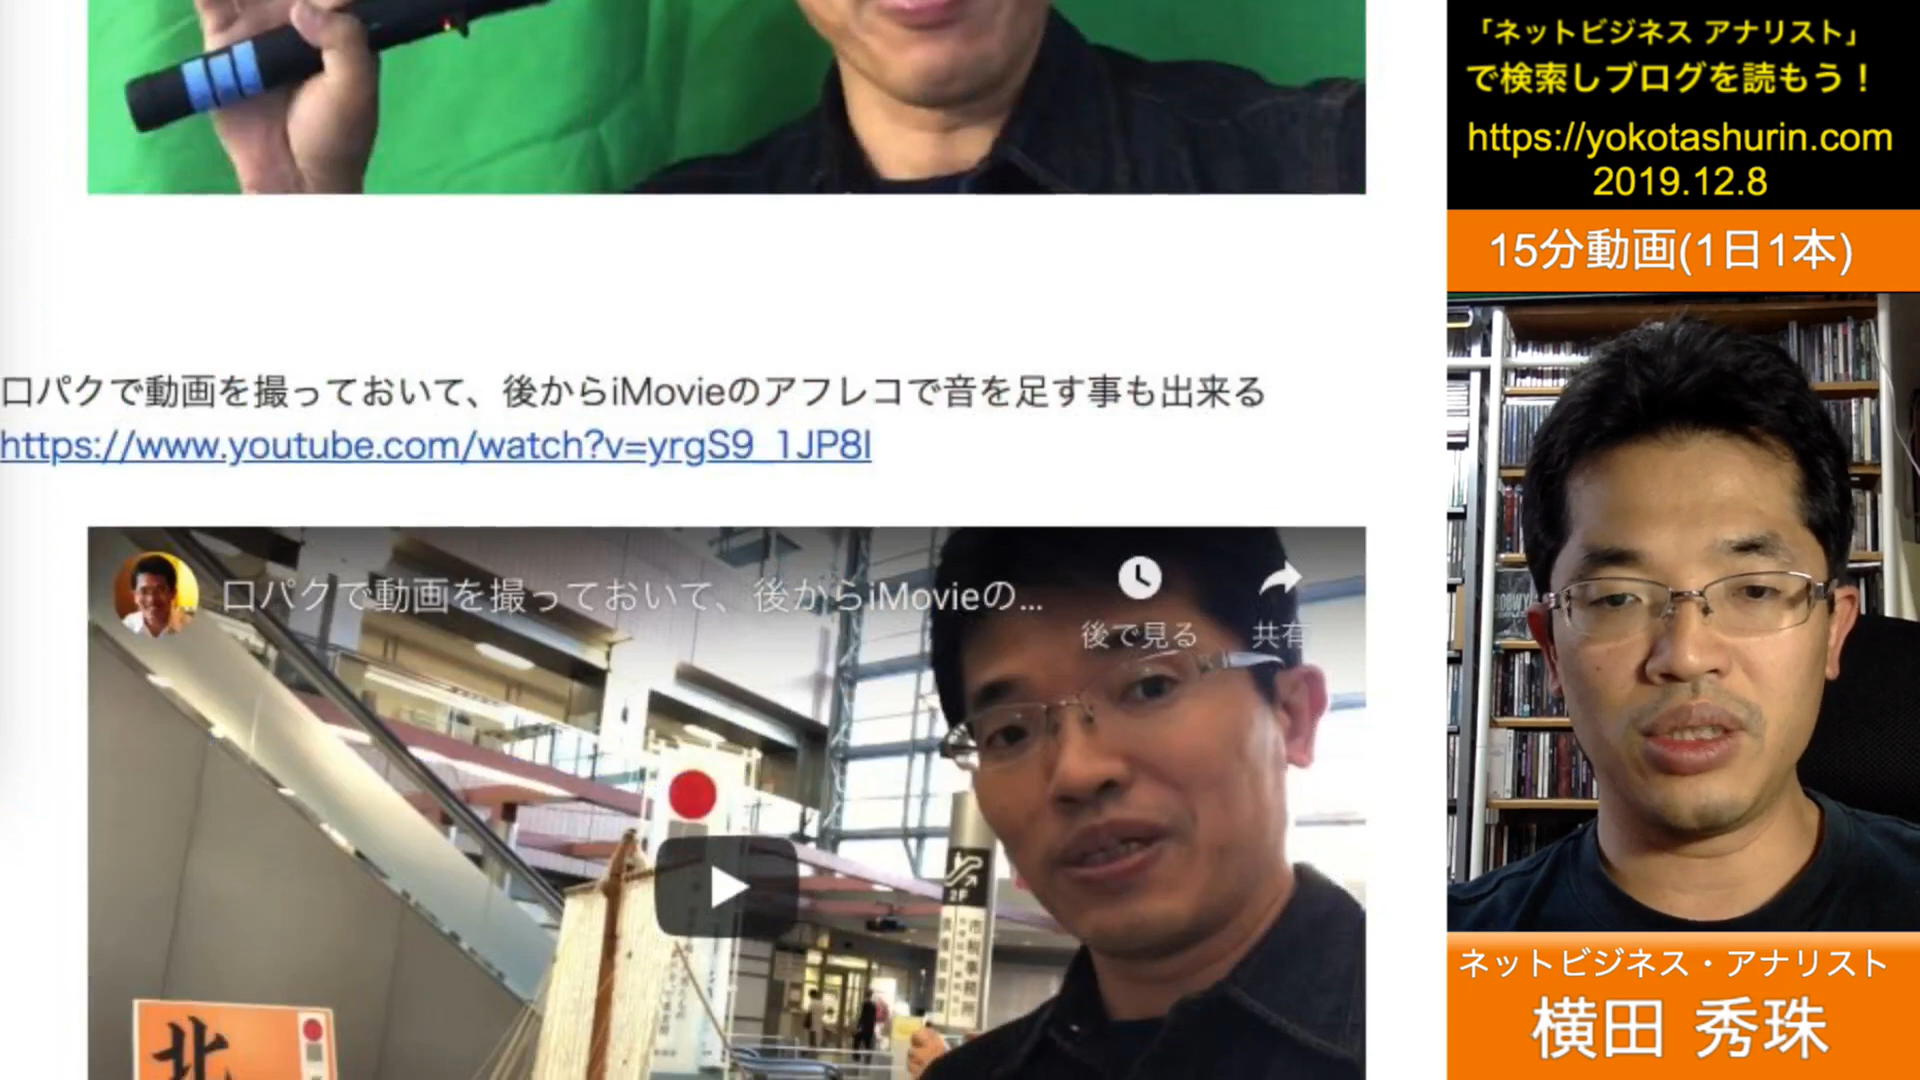 口パクで動画を撮っておいて、後からiMovieのアフレコで音を足す事も出来る
https://www.youtube.com/watch?v=yrgS9_1JP8I
口パクで動画を撮っておいて、後からiMovieの...
後で見る
共有
2F
市税事務所
北
「ネットビジネス アナリスト」
で検索しブログを読もう！
https://yokotashurin.com
2019.12.8
15分動画(1日1本)
ネットビジネス・アナリスト
横田 秀珠